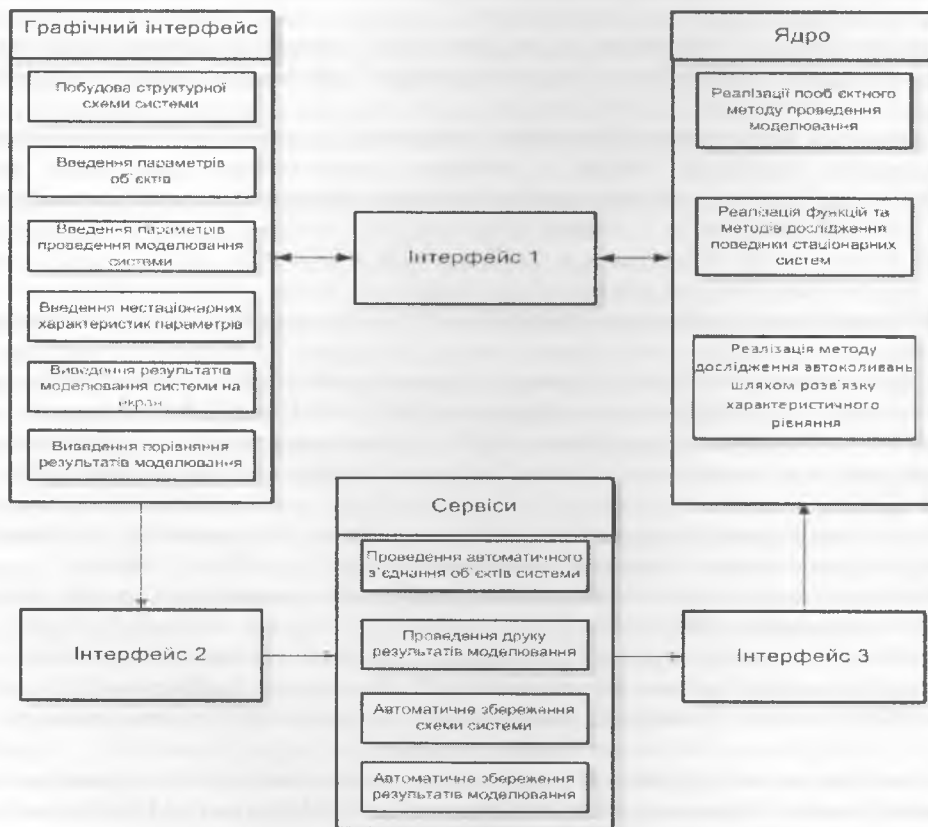 Графічний інтерфейс
Побудова структурної
схеми системи
Введення параметрів
об`єктів
Введення параметрів
проведення моделювання
системи
Введення нестаціонарних
характеристик параметрів
Виведення результатів
моделювання системи на
екран
Виведення порівняння
результатів моделювання
Інтерфейс 1
Ядро
Реалізації пооб єктного
методу проведення
моделювання
Реалізація функцій та
методів дослідження
поведінки стаціонарних
систем
Реалізація методу
дослідження автоколивань
шляхом розв'язку
характеристичного
рівняння
Інтерфейс 2
Сервіси
Проведення автоматичного
з`єднання об`єктів системи
Проведення друку
результатів моделювання
Автоматичне збереження
схеми системи
Автоматичне збереження
результатів моделювання
Інтерфейс 3